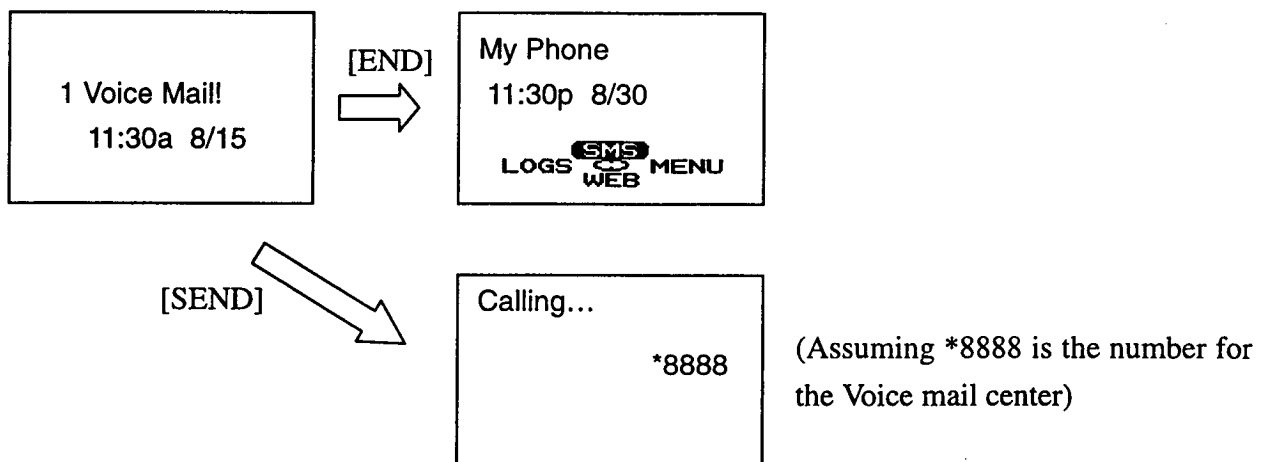 1 Voice Mail!
11:30a 8/15
[END]
My Phone
11:30p 8/30
SMS
LOGS MENU
WEB
[SEND]
Calling...
*8888
(Assuming *8888 is the number for
the Voice mail center)